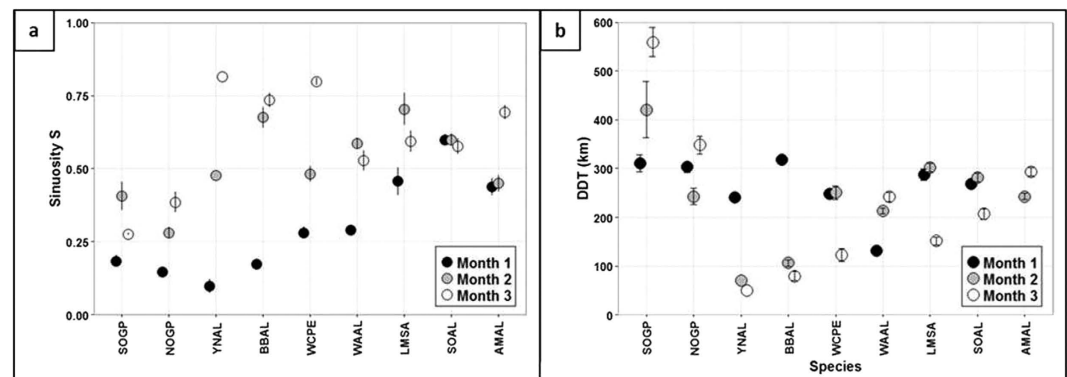 a
Sinuosity S
1.00
0.75
0.50
0.25
0.00
Month 1
Month 2
Month 3
SOGP
NOGP
YNAL
BBAL
WCPE
WAAL
LMSA
SOAL
AMAL
b
DDT (km)
600
500
400
300
200
100
0
Month 1
Month 2
Month 3
SOGP
NOGP
YNAL
BBAL
WCPE
WAAL
LMSA
SOAL
AMAL
Species